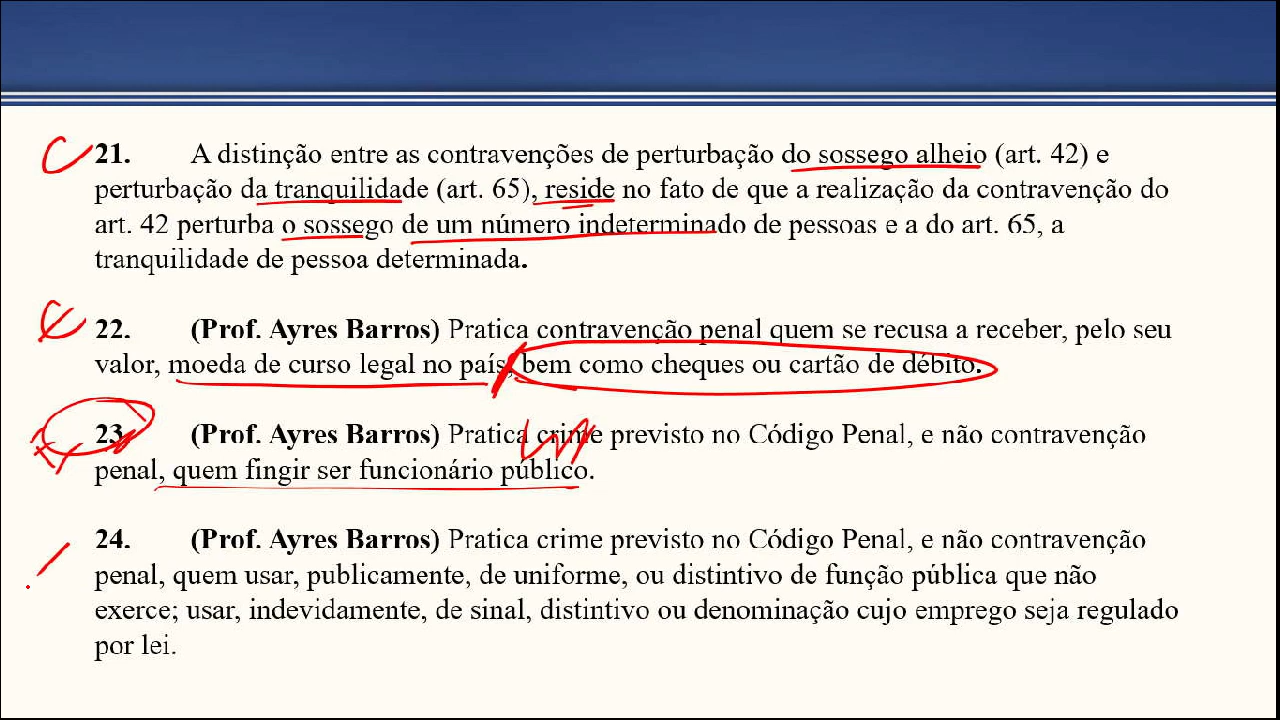 21. A distinção entre as contravenções de perturbação do sossego alheio (art. 42) e
perturbação da tranquilidade (art. 65), reside no fato de que a realização da contravenção do
art. 42 perturba o sossego de um número indeterminado de pessoas e a do art. 65, a
tranquilidade de pessoa determinada.
22. (Prof. Ayres Barros) Pratica contravenção penal quem se recusa a receber, pelo seu
valor, moeda de curso legal no país, bem como cheques ou cartão de débito.
23. (Prof. Ayres Barros) Pratica crime previsto no Código Penal, e não contravenção
penal, quem fingir ser funcionário público.
24. (Prof. Ayres Barros) Pratica crime previsto no Código Penal, e não contravenção
penal, quem usar, publicamente, de uniforme, ou distintivo de função pública que não
exerce; usar, indevidamente, de sinal, distintivo ou denominação cujo emprego seja regulado
por lei.